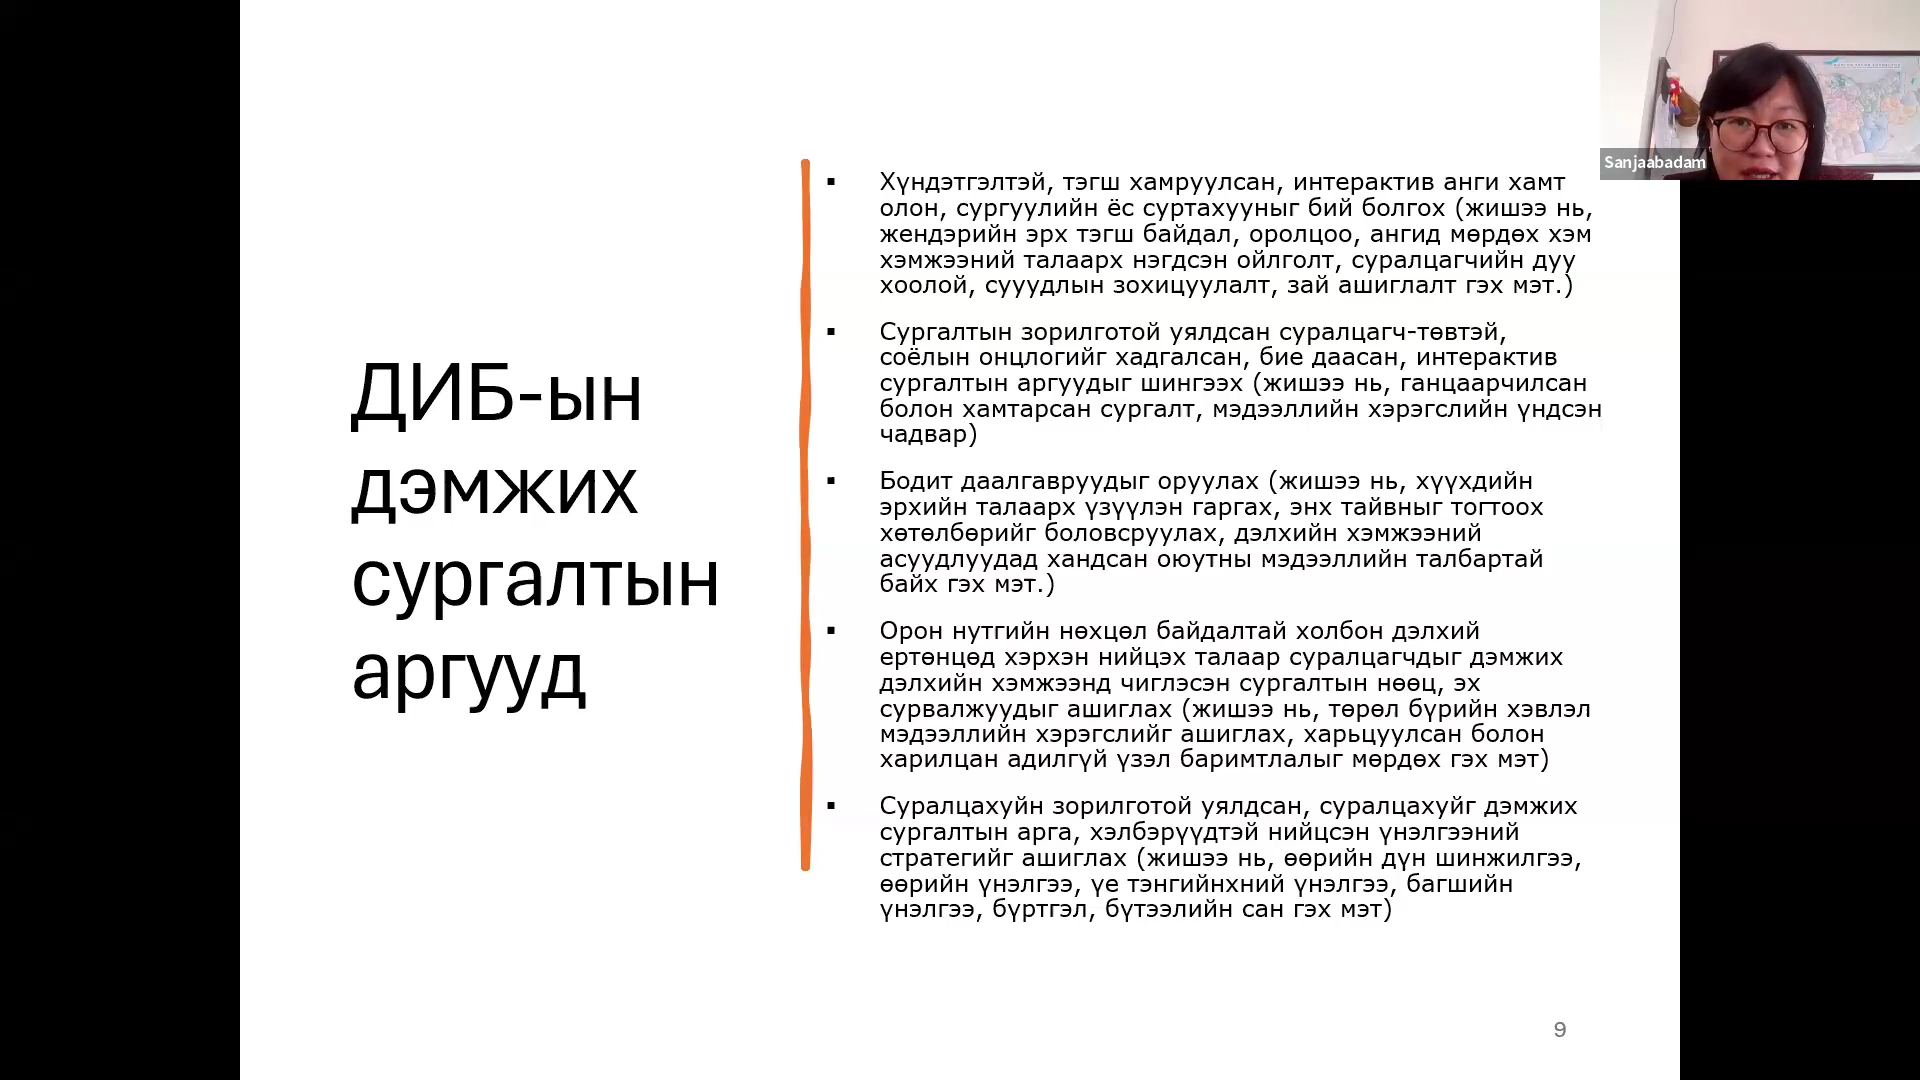 Sanjaabadam
ДИБ-ын
дэмжих
сургалтын
аргууд
▪ Хүндэтгэлтэй, тэгш хамруулсан, интерактив анги хамт
олон, сургуулийн ёс суртахууныг бий болгох (жишээ нь,
жендэрийн эрх тэгш байдал, оролцоо, ангид мөрдөх хэм
хэмжээний талаарх нэгдсэн ойлголт, суралцагчийн дуу
хоолой, сууудлын зохицуулалт, зай ашиглалт гэх мэт.)
▪ Сургалтын зорилготой уялдсан суралцагч-төвтэй,
соёлын онцлогийг хадгалсан, бие даасан, интерактив
сургалтын аргуудыг шингээх (жишээ нь, ганцаарчилсан
болон хамтарсан сургалт, мэдээллийн хэрэгслийн үндсэн
чадвар)
▪ Бодит даалгавруудыг оруулах (жишээ нь, хүүхдийн
эрхийн талаарх үзүүлэн гаргах, энх тайвныг тогтоох
хөтөлбөрийг боловсруулах, дэлхийн хэмжээний
асуудлуудад хандсан оюутны мэдээллийн талбартай
байх гэх мэт.)
▪ Орон нутгийн нөхцөл байдалтай холбон дэлхий
ертөнцөд хэрхэн нийцэх талаар суралцагчдыг дэмжих
дэлхийн хэмжээнд чиглэсэн сургалтын нөөц, эх
сурвалжуудыг ашиглах (жишээ нь, төрөл бүрийн хэвлэл
мэдээллийн хэрэгслийг ашиглах, харьцуулсан болон
харилцан адилгүй үзэл баримтлалыг мөрдөх гэх мэт)
▪ Суралцахуйн зорилготой уялдсан, суралцахуйг дэмжих
сургалтын арга, хэлбэрүүдтэй нийцсэн үнэлгээний
стратегийг ашиглах (жишээ нь, өөрийн дүн шинжилгээ,
өөрийн үнэлгээ, үе тэнгийнхний үнэлгээ, багшийн
үнэлгээ, бүртгэл, бүтээлийн сан гэх мэт)
9